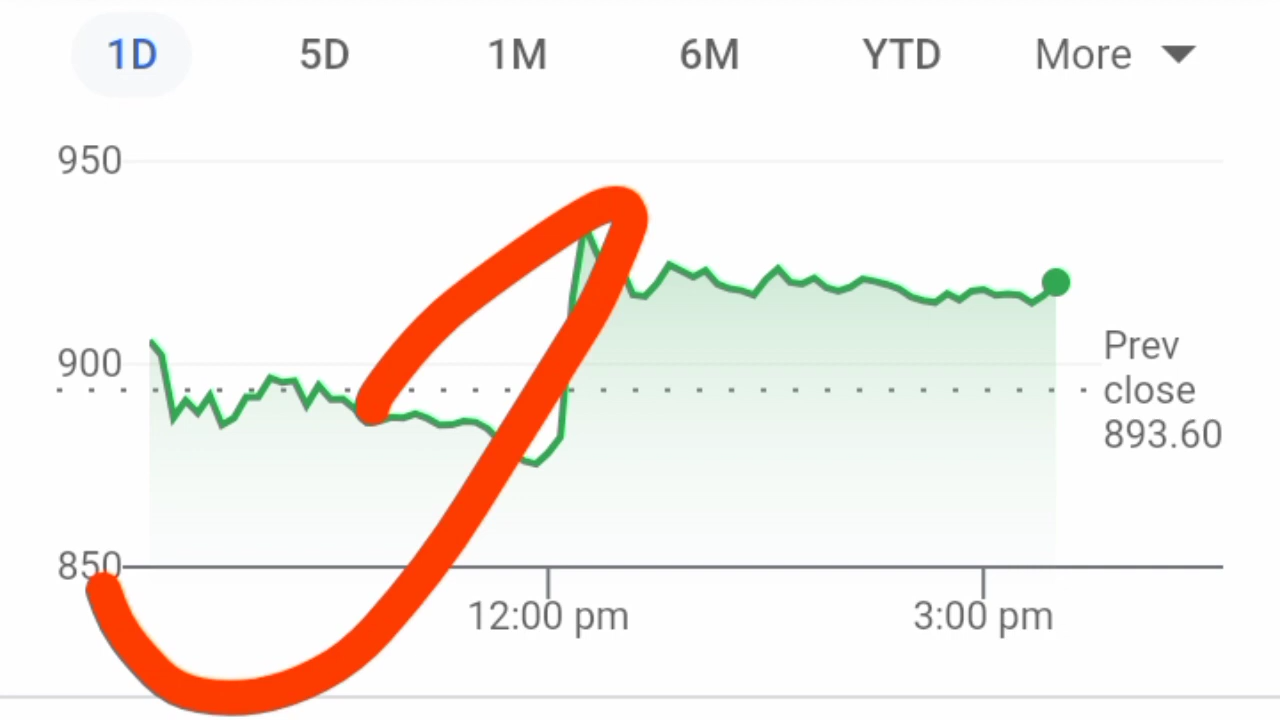 1D 5D 1M 6M YTD More
950
900
850
Prev
close
893.60
12:00 pm 3:00 pm